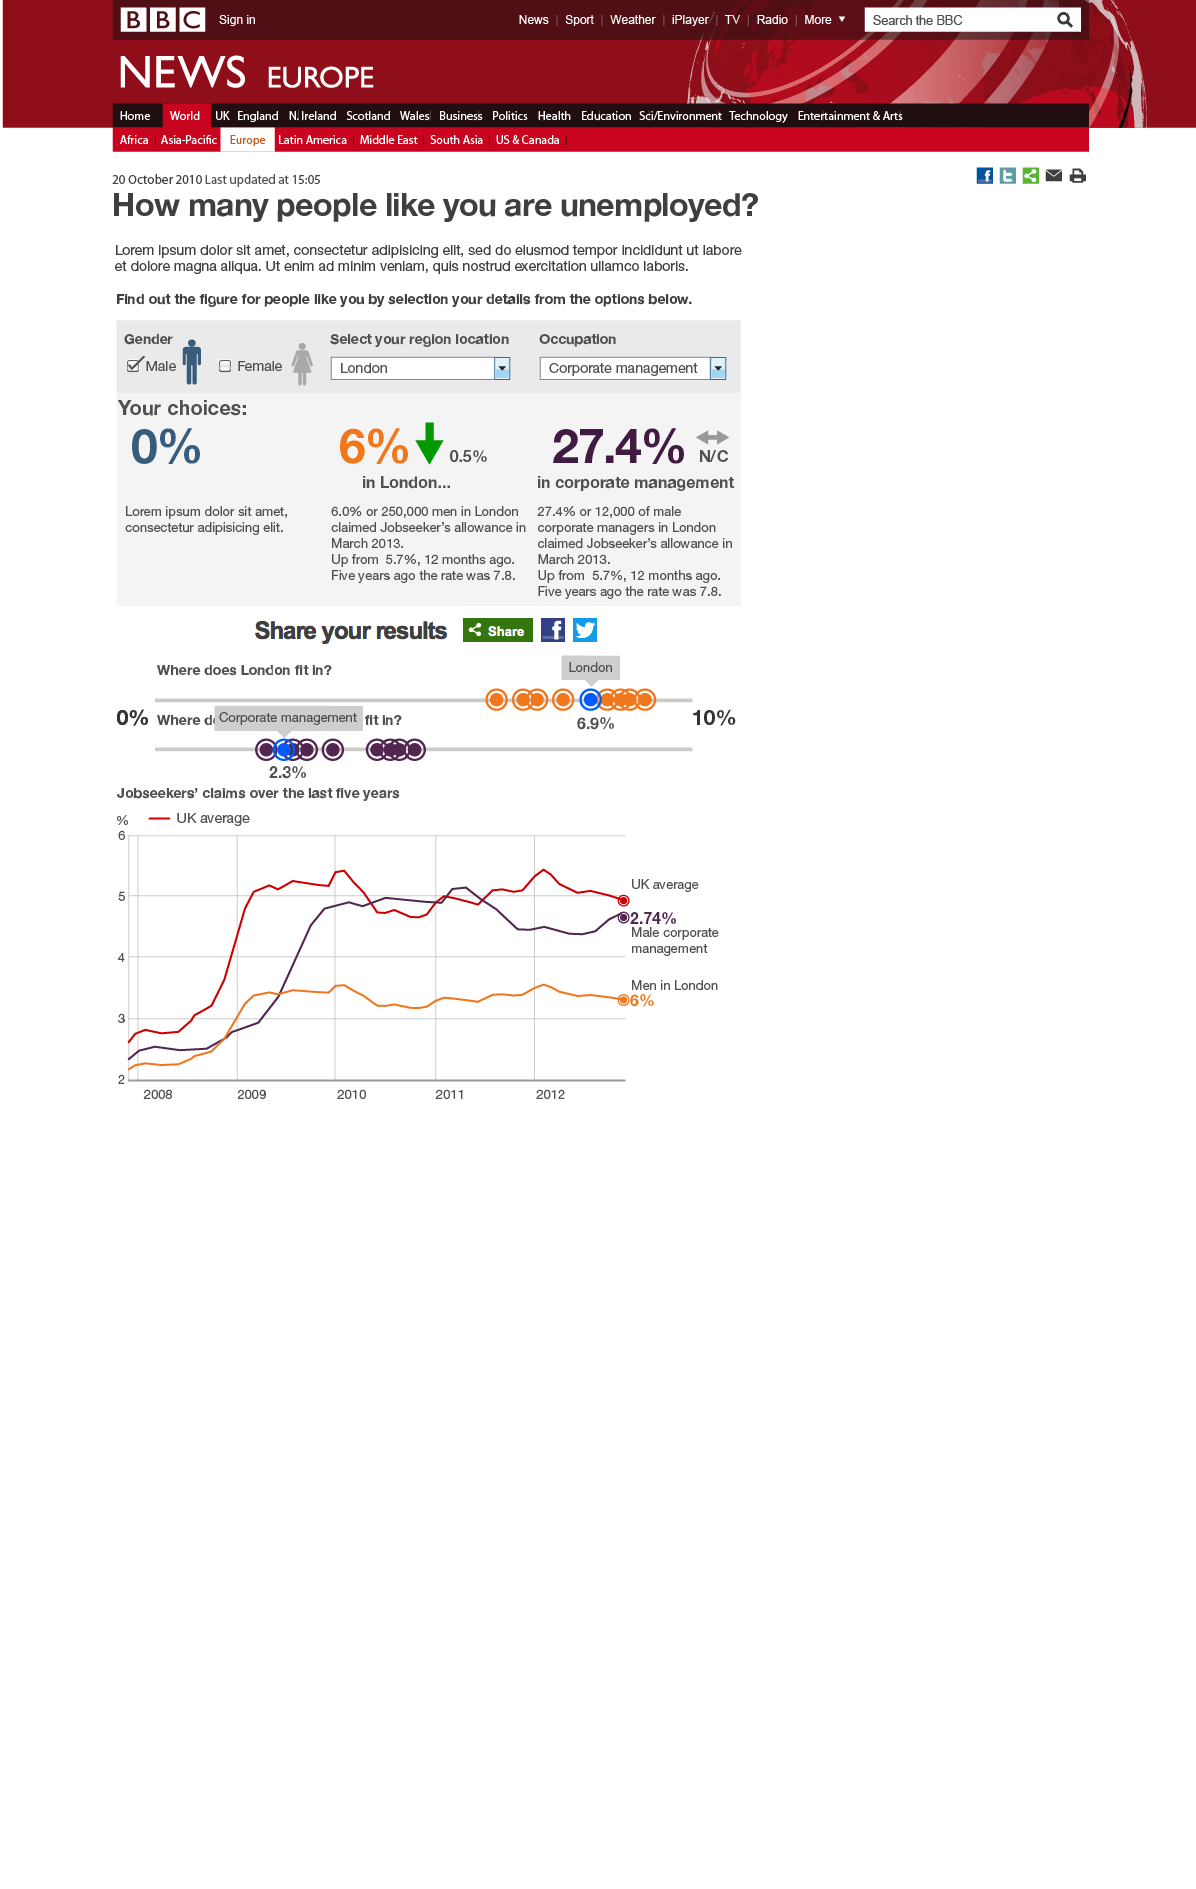 BBC Sign in News Sport Weather iPlayer TV Radio More Search the BBC
NEWS EUROPE
Home World UK England N. Ireland Scotland Wales Business Politics Health Education Sci/Environment Technology Entertainment & Arts
Africa Asia-Pacific Europe Latin America Middle East South Asia US & Canada
20 October 2010 Last updated at 15:05
How many people like you are unemployed?
Lorem ipsum dolor sit amet, consectetur adipisicing elit, sed do eiusmod tempor incididunt ut labore
et dolore magna aliqua. Ut enim ad minim veniam, quis nostrud exercitation ullamco laboris.
Find out the figure for people like you by selection your details from the options below.
Gender
Male Female
Select your region location
London
Occupation
Corporate management
Your choices:
0%
Lorem ipsum dolor sit amet,
consectetur adipisicing elit.
6% 0.5%
in London...
6.0% or 250,000 men in London
claimed Jobseeker's allowance in
March 2013.
Up from 5.7%, 12 months ago.
Five years ago the rate was 7.8.
27.4% N/C
in corporate management
27.4% or 12,000 of male
corporate managers in London
claimed Jobseeker's allowance in
March 2013.
Up from 5.7%, 12 months ago.
Five years ago the rate was 7.8.
Share your results Share
Where does London fit in?
London
6.9%
0% 10%
Where do Corporate management fit in?
2.3%
Jobseekers' claims over the last five years
% UK average
6
5
4
3
2
UK average
2.74%
Male corporate
management
Men in London
6%
2008 2009 2010 2011 2012